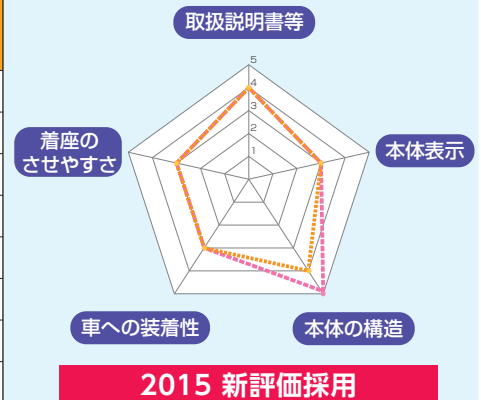 取扱説明書等
5
4
3
2
1
着座の
させやすさ
本体表示
車への装着性
本体の構造
2015 新評価採用